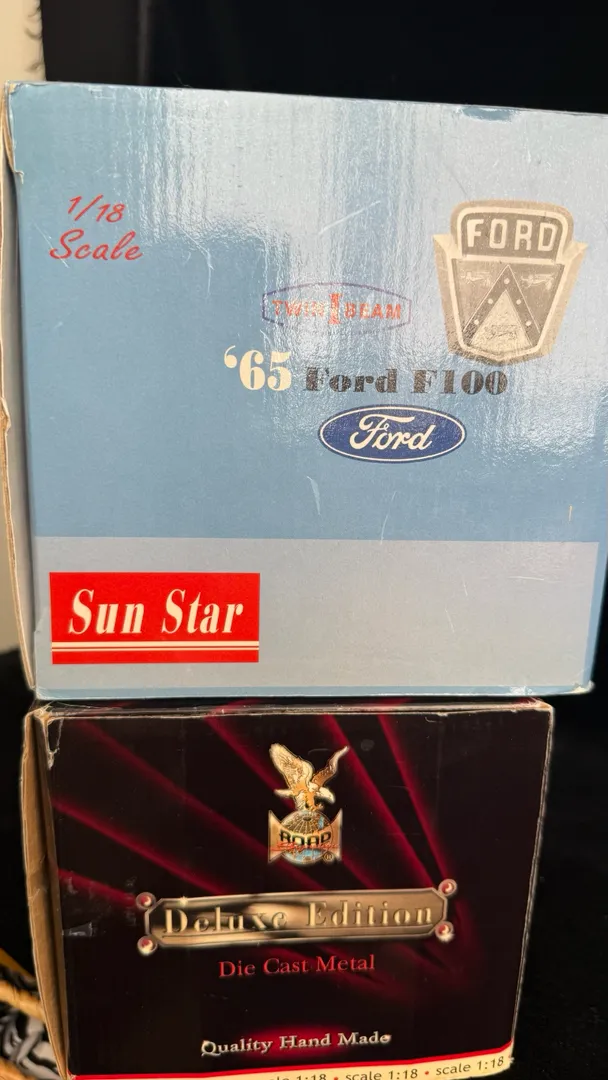 1/18
Scale
FORD
TWIN I BEAM
‘65 Ford F100
Ford
Sun Star
ROAD
Deluxe Edition
Die Cast Metal
Quality Hand Made
1:18 • scale 1:18 • scale 1:18